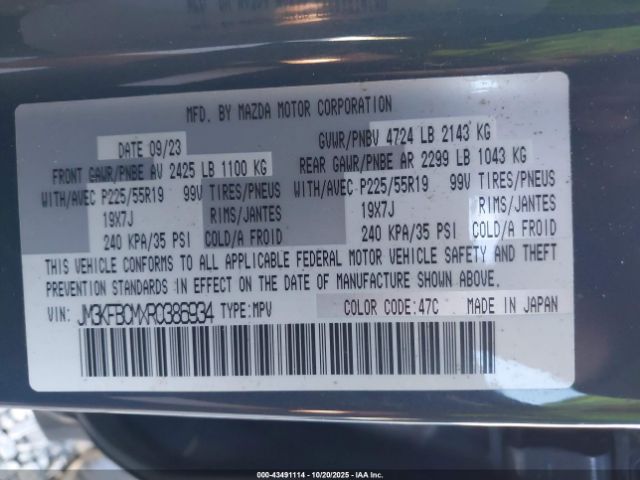 MFD. BY MAZDA MOTOR CORPORATION
DATE 09/23
GVWR/PNBV 4724 LB 2143 KG
FRONT GAWR/PNBE AV 2425 LB 1100 KG
REAR GAWR/PNBE AR 2299 LB 1043 KG
WITH/AVEC P225/55R19 99V TIRES/PNEUS
WITH/AVEC P225/55R19 99V TIRES/PNEUS
19X7J RIMS/JANTES
19X7J RIMS/JANTES
240 KPA/35 PSI COLD/A FROID
240 KPA/35 PSI COLD/A FROID
THIS VEHICLE CONFORMS TO ALL APPLICABLE FEDERAL MOTOR VEHICLE SAFETY AND THEFT
PREVENTION STANDARDS IN EFFECT ON THE DATE OF MANUFACTURE SHOWN ABOVE.
VIN: JM3KFBCMXR0386934 TYPE:MPV COLOR CODE:47C MADE IN JAPAN
000-43491114 - 10/20/2025 - IAA Inc.